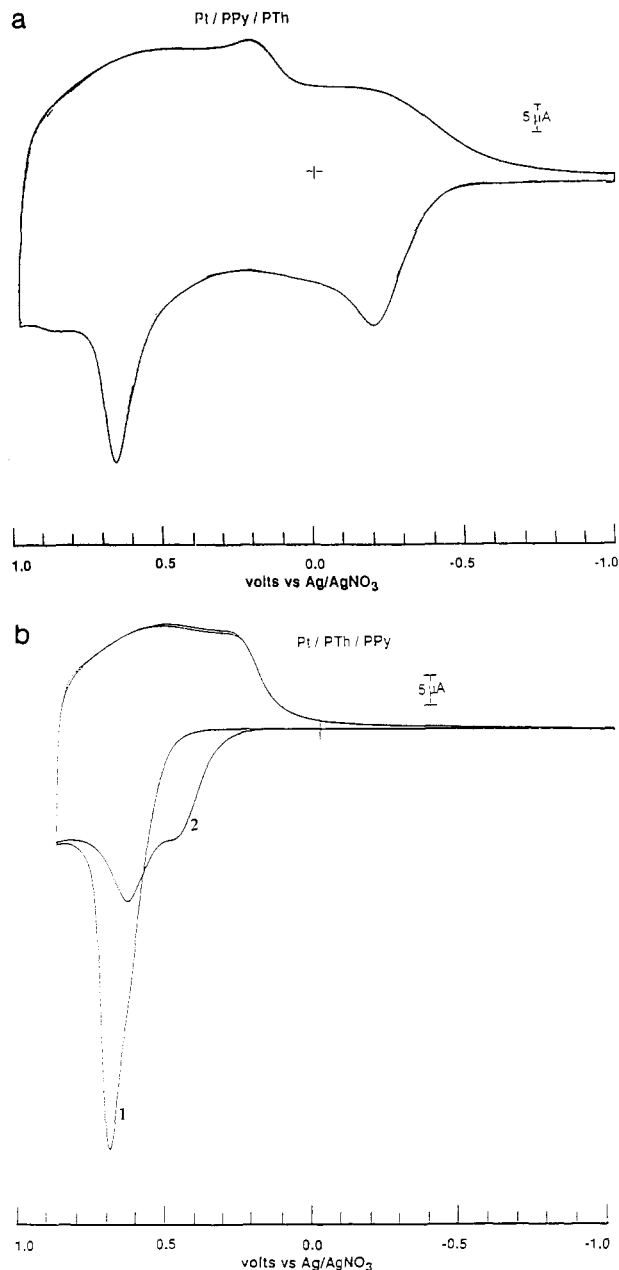 a
Pt / PPy / PTh
5 μA
1.0 0.5 0.0 -0.5 -1.0
volts vs Ag/AgNO3
b
Pt / PTh / PPy
5 μA
2
1
1.0 0.5 0.0 -0.5 -1.0
volts vs Ag/AgNO3